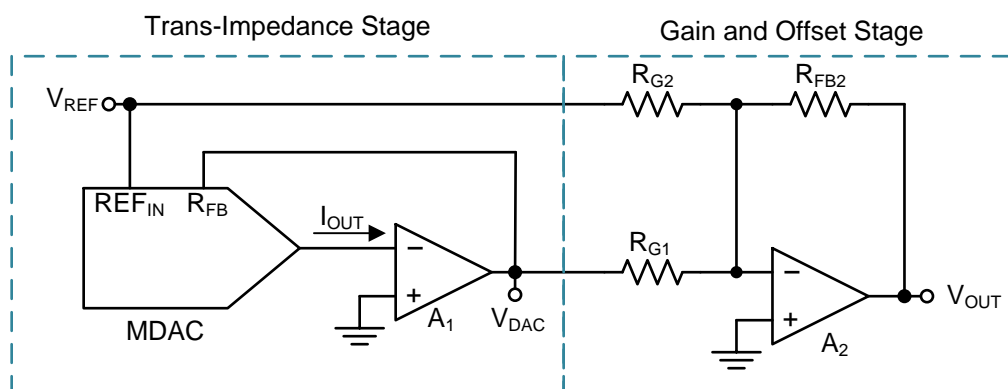 Trans-Impedance Stage
Gain and Offset Stage
VREF
RG2
RFB2
REFIN
RFB
IOUT
RG1
−
+
A1
VDAC
MDAC
−
+
A2
VOUT